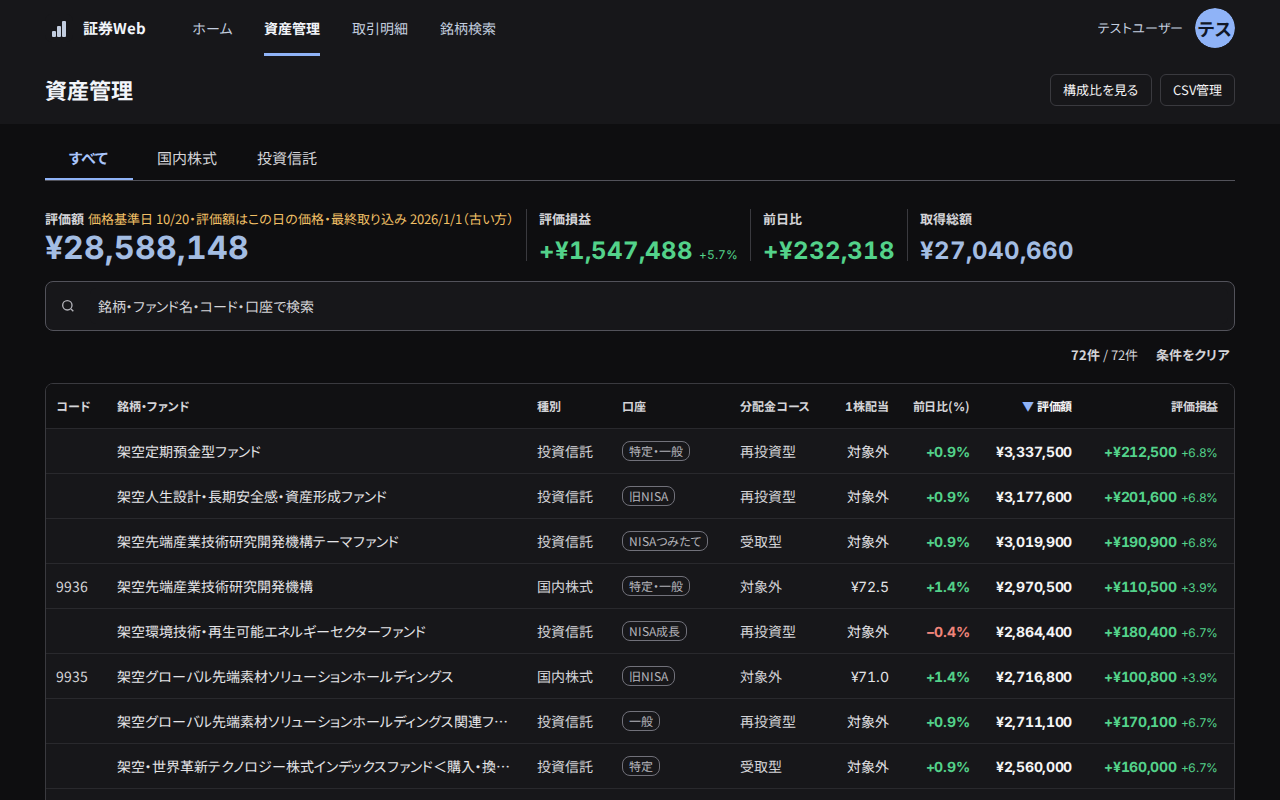 証券Web ホーム 資産管理 取引明細 銘柄検索 テストユーザー テス
資産管理 構成比を見る CSV管理
すべて 国内株式 投資信託
評価額 価格基準日 10/20・評価額はこの日の価格・最終取り込み 2026/1/1（古い方） 評価損益 前日比 取得総額
¥28,588,148 +¥1,547,488 +5.7% +¥232,318 ¥27,040,660
銘柄・ファンド名・コード・口座で検索
72件 / 72件 条件をクリア
コード 銘柄・ファンド 種別 口座 分配金コース 1株配当 前日比(%) ▼ 評価額 評価損益
架空定期預金型ファンド 投資信託 特定・一般 再投資型 対象外 +0.9% ¥3,337,500 +¥212,500 +6.8%
架空人生設計・長期安全感・資産形成ファンド 投資信託 旧NISA 再投資型 対象外 +0.9% ¥3,177,600 +¥201,600 +6.8%
架空先端産業技術研究開発機構テーマファンド 投資信託 NISAつみたて 受取型 対象外 +0.9% ¥3,019,900 +¥190,900 +6.8%
9936 架空先端産業技術研究開発機構 国内株式 特定・一般 対象外 ¥72.5 +1.4% ¥2,970,500 +¥110,500 +3.9%
架空環境技術・再生可能エネルギーセクターファンド 投資信託 NISA成長 再投資型 対象外 −0.4% ¥2,864,400 +¥180,400 +6.7%
9935 架空グローバル先端素材ソリューションホールディングス 国内株式 旧NISA 対象外 ¥71.0 +1.4% ¥2,716,800 +¥100,800 +3.9%
架空グローバル先端素材ソリューションホールディングス関連フ… 投資信託 一般 再投資型 対象外 +0.9% ¥2,711,100 +¥170,100 +6.7%
架空・世界革新テクノロジー株式インデックスファンド＜購入・換… 投資信託 特定 受取型 対象外 +0.9% ¥2,560,000 +¥160,000 +6.7%